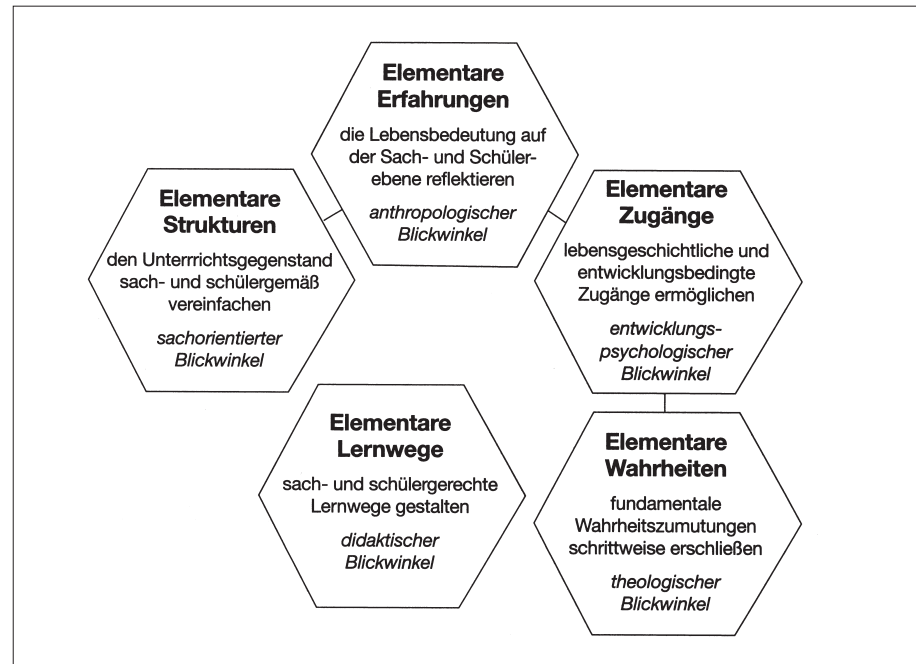 Elementare
Erfahrungen
die Lebensbedeutung auf
der Sach- und Schüler-
ebene reflektieren
anthropologischer
Blickwinkel
Elementare
Strukturen
den Unterrrichtsgegenstand
sach- und schülergemäß
vereinfachen
sachorientierter
Blickwinkel
Elementare
Zugänge
lebensgeschichtliche und
entwicklungsbedingte
Zugänge ermöglichen
entwicklungs-
psychologischer
Blickwinkel
Elementare
Lernwege
sach- und schülergerechte
Lernwege gestalten
didaktischer
Blickwinkel
Elementare
Wahrheiten
fundamentale
Wahrheitszumutungen
schrittweise erschließen
theologischer
Blickwinkel